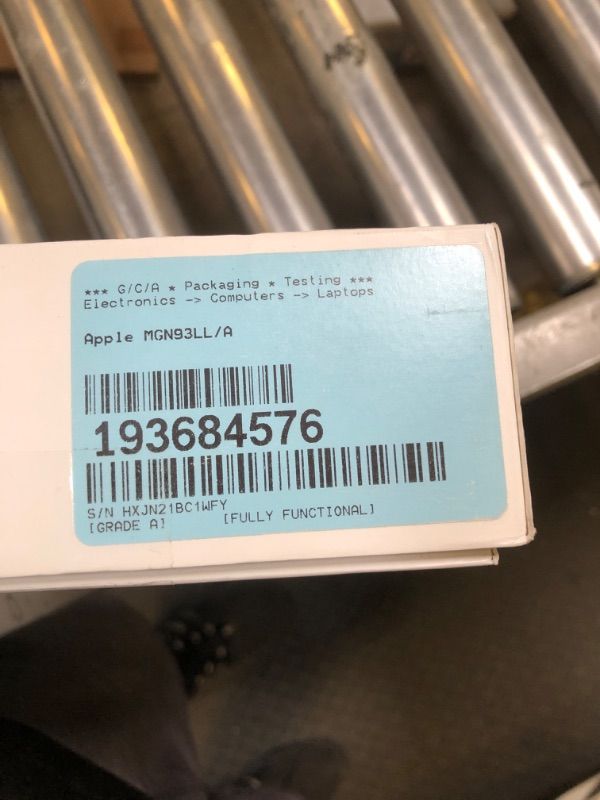 *** G/C/A * Packaging * Testing ***
Electronics -> Computers -> Laptops
Apple MGN93LL/A
193684576
S/N HXJN21BC1WFY
[GRADE A] [FULLY FUNCTIONAL]